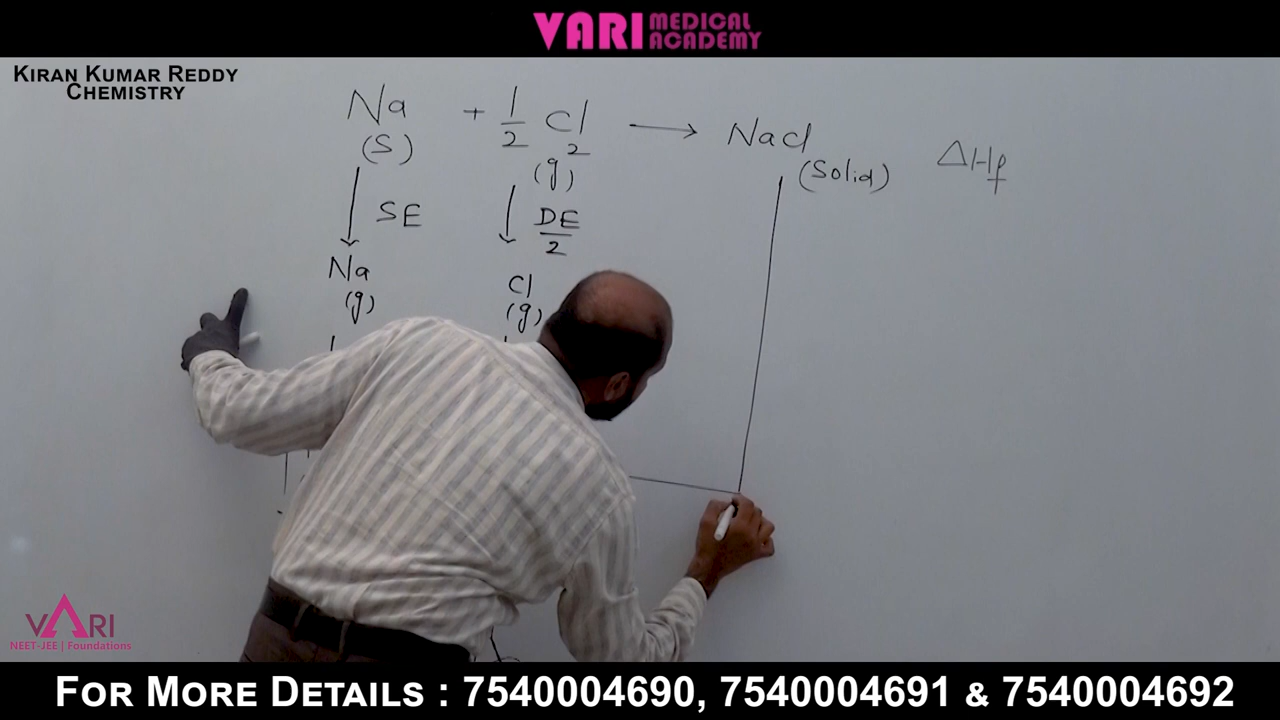 VARI MEDICAL ACADEMY
KIRAN KUMAR REDDY
CHEMISTRY
Na + 1/2 Cl2 → NaCl ΔHf
(S) (g) (Solid)
↓ SE ↓ DE/2
Na Cl
(g) (g)
VARI
NEET-JEE | Foundations
FOR MORE DETAILS : 7540004690, 7540004691 & 7540004692